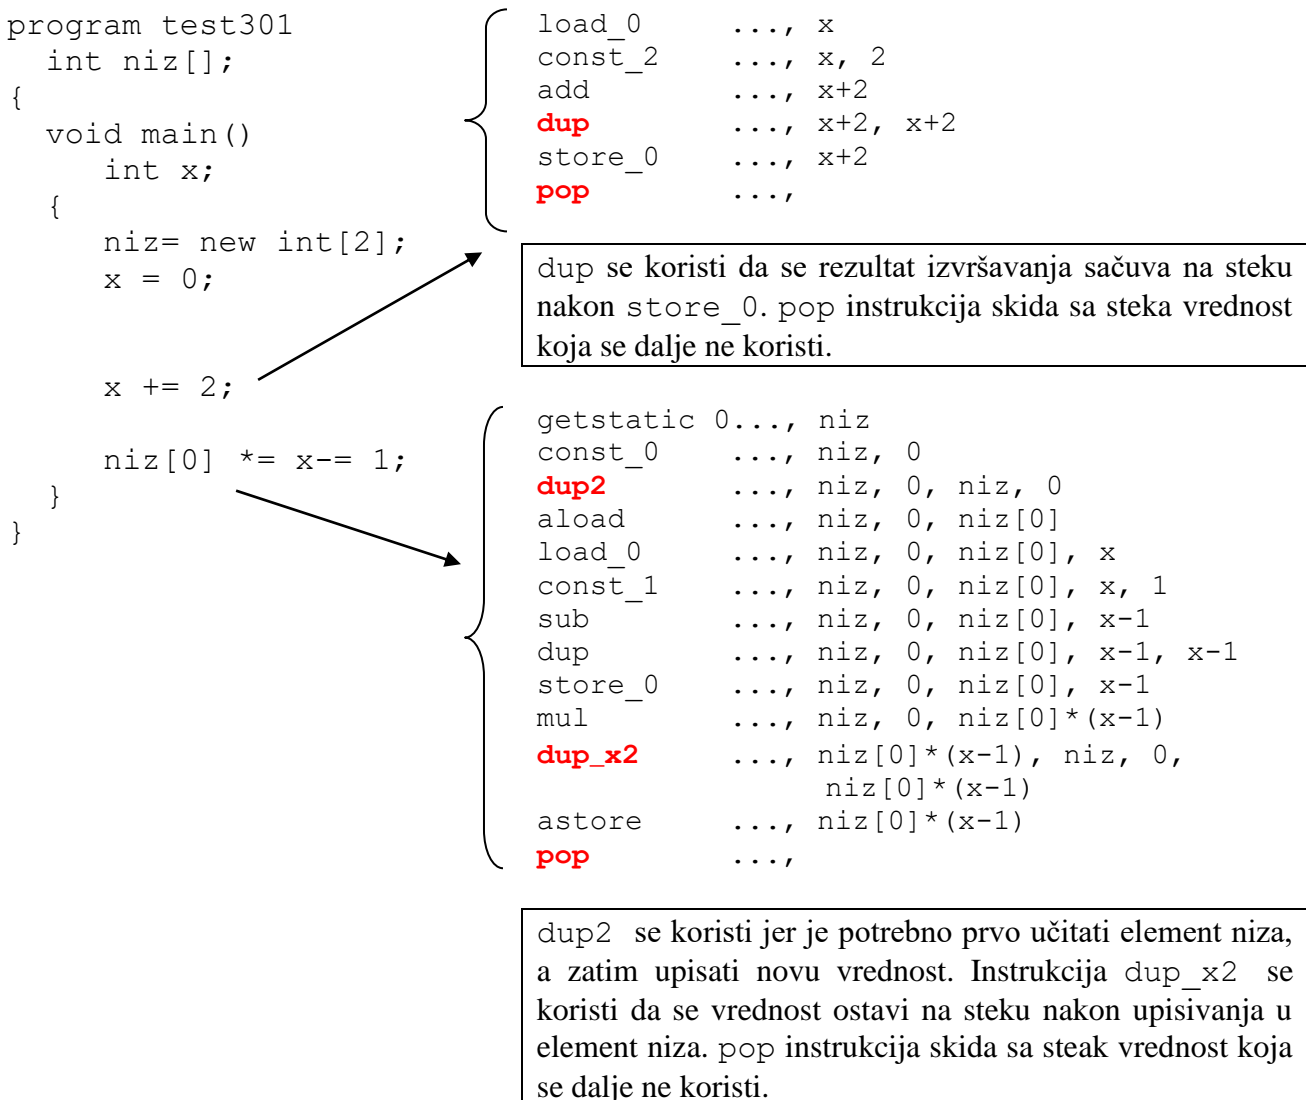 program test301
int niz[];
{
void main()
int x;
{
niz= new int[2];
x = 0;
x += 2;
niz[0] *= x-= 1;
}
}
load_0 ..., x
const_2 ..., x, 2
add ..., x+2
dup ..., x+2, x+2
store_0 ..., x+2
pop ...,
dup se koristi da se rezultat izvršavanja sačuva na steku
nakon store_0. pop instrukcija skida sa steka vrednost
koja se dalje ne koristi.
getstatic 0..., niz
const_0 ..., niz, 0
dup2 ..., niz, 0, niz, 0
aload ..., niz, 0, niz[0]
load_0 ..., niz, 0, niz[0], x
const_1 ..., niz, 0, niz[0], x, 1
sub ..., niz, 0, niz[0], x-1
dup ..., niz, 0, niz[0], x-1, x-1
store_0 ..., niz, 0, niz[0], x-1
mul ..., niz, 0, niz[0]*(x-1)
dup_x2 ..., niz[0]*(x-1), niz, 0,
niz[0]*(x-1)
astore ..., niz[0]*(x-1)
pop ...,
dup2 se koristi jer je potrebno prvo učitati element niza,
a zatim upisati novu vrednost. Instrukcija dup_x2 se
koristi da se vrednost ostavi na steku nakon upisivanja u
element niza. pop instrukcija skida sa steak vrednost koja
se dalje ne koristi.